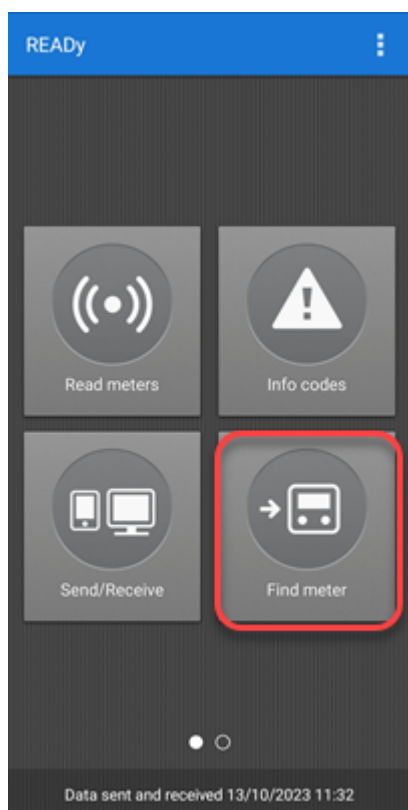 READy
Read meters
Info codes
Send/Receive
Find meter
Data sent and received 13/10/2023 11:32